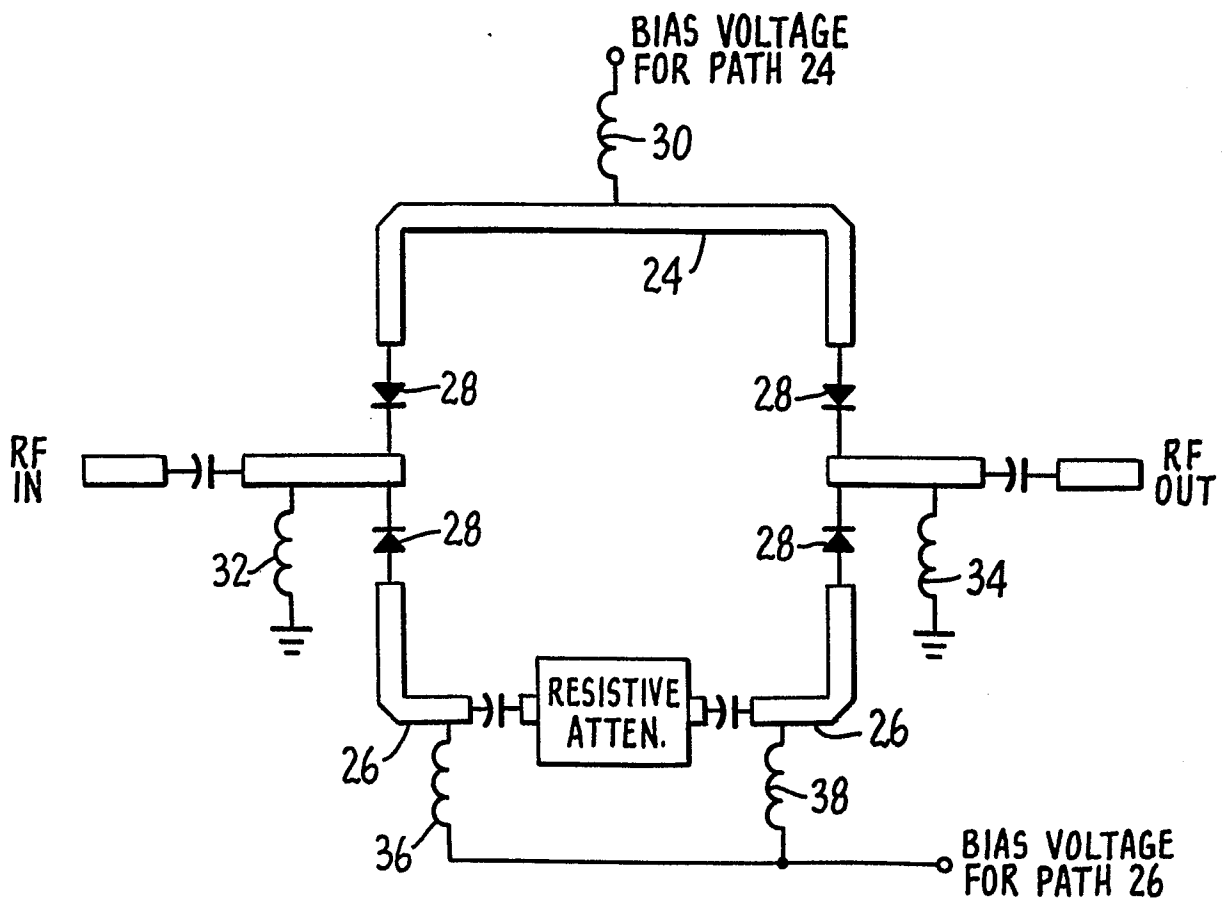 BIAS VOLTAGE
FOR PATH 24
30
24
28
28
RF
IN
RF
OUT
28
28
32
34
RESISTIVE
ATTEN.
26
26
38
36
BIAS VOLTAGE
FOR PATH 26